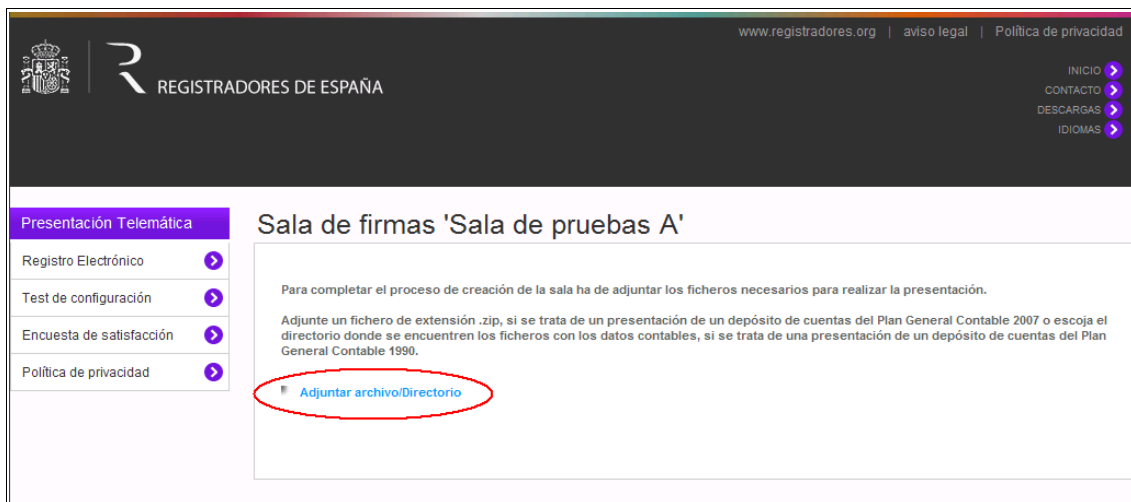 www.registradores.org | aviso legal | Política de privacidad
REGISTRADORES DE ESPAÑA
INICIO
CONTACTO
DESCARGAS
IDIOMAS
Presentación Telemática
Registro Electrónico
Test de configuración
Encuesta de satisfacción
Política de privacidad
Sala de firmas 'Sala de pruebas A'
Para completar el proceso de creación de la sala ha de adjuntar los ficheros necesarios para realizar la presentación.
Adjunte un fichero de extensión .zip, si se trata de un presentación de un depósito de cuentas del Plan General Contable 2007 o escoja el
directorio donde se encuentren los ficheros con los datos contables, si se trata de una presentación de un depósito de cuentas del Plan
General Contable 1990.
Adjuntar archivo/Directorio